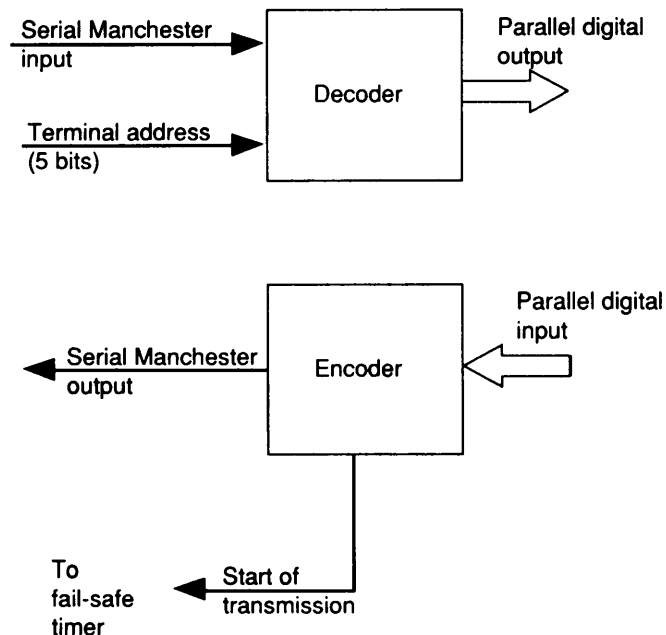 Serial Manchester
input
Parallel digital
output
Decoder
Terminal address
(5 bits)
Parallel digital
input
Serial Manchester
output
Encoder
To
fail-safe
timer
Start of
transmission